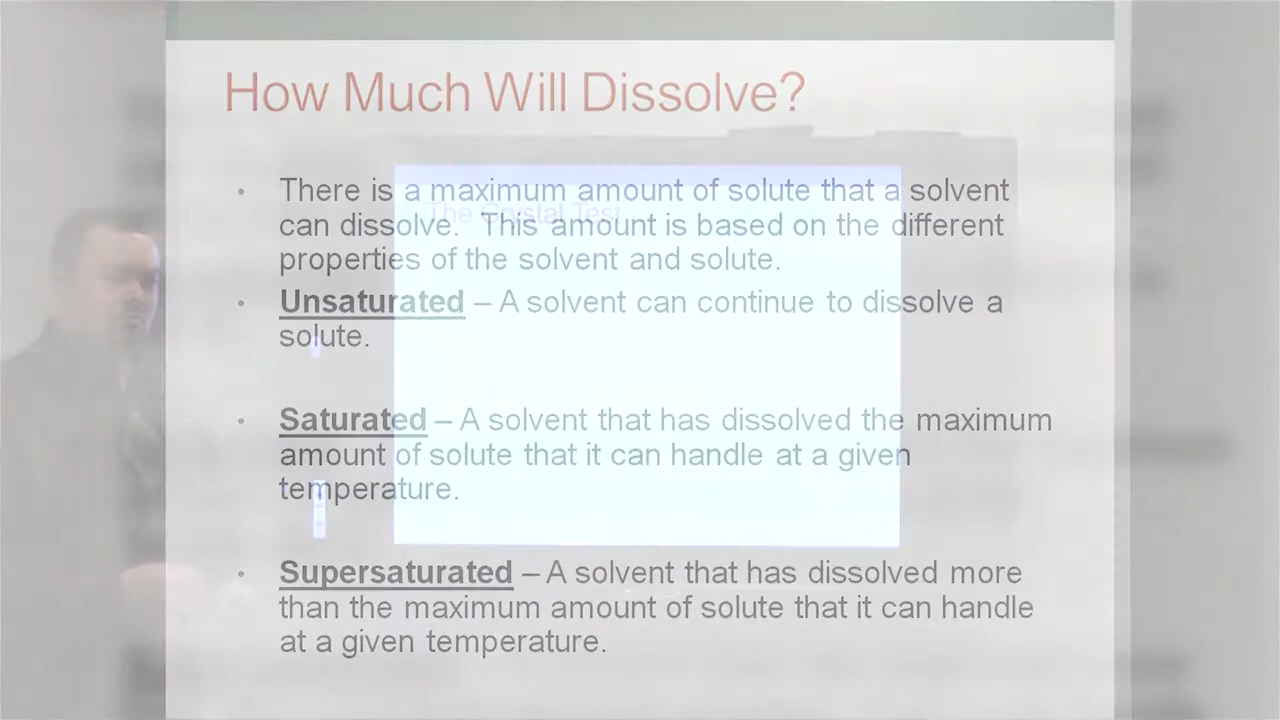 How Much Will Dissolve?
• There is a maximum amount of solute that a solvent
can dissolve. This amount is based on the different
properties of the solvent and solute.
• Unsaturated – A solvent can continue to dissolve a
solute.
• Saturated – A solvent that has dissolved the maximum
amount of solute that it can handle at a given
temperature.
• Supersaturated – A solvent that has dissolved more
than the maximum amount of solute that it can handle
at a given temperature.
The Crystal Test